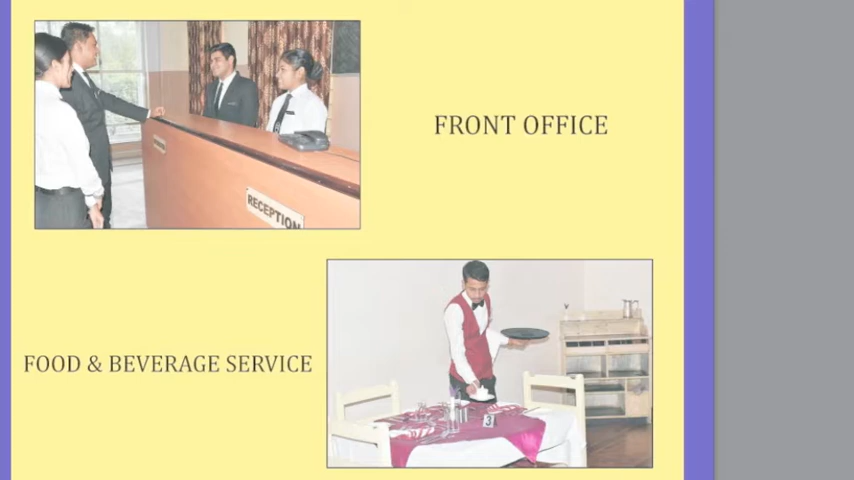 FRONT OFFICE
RECEPTION
FOOD & BEVERAGE SERVICE
3